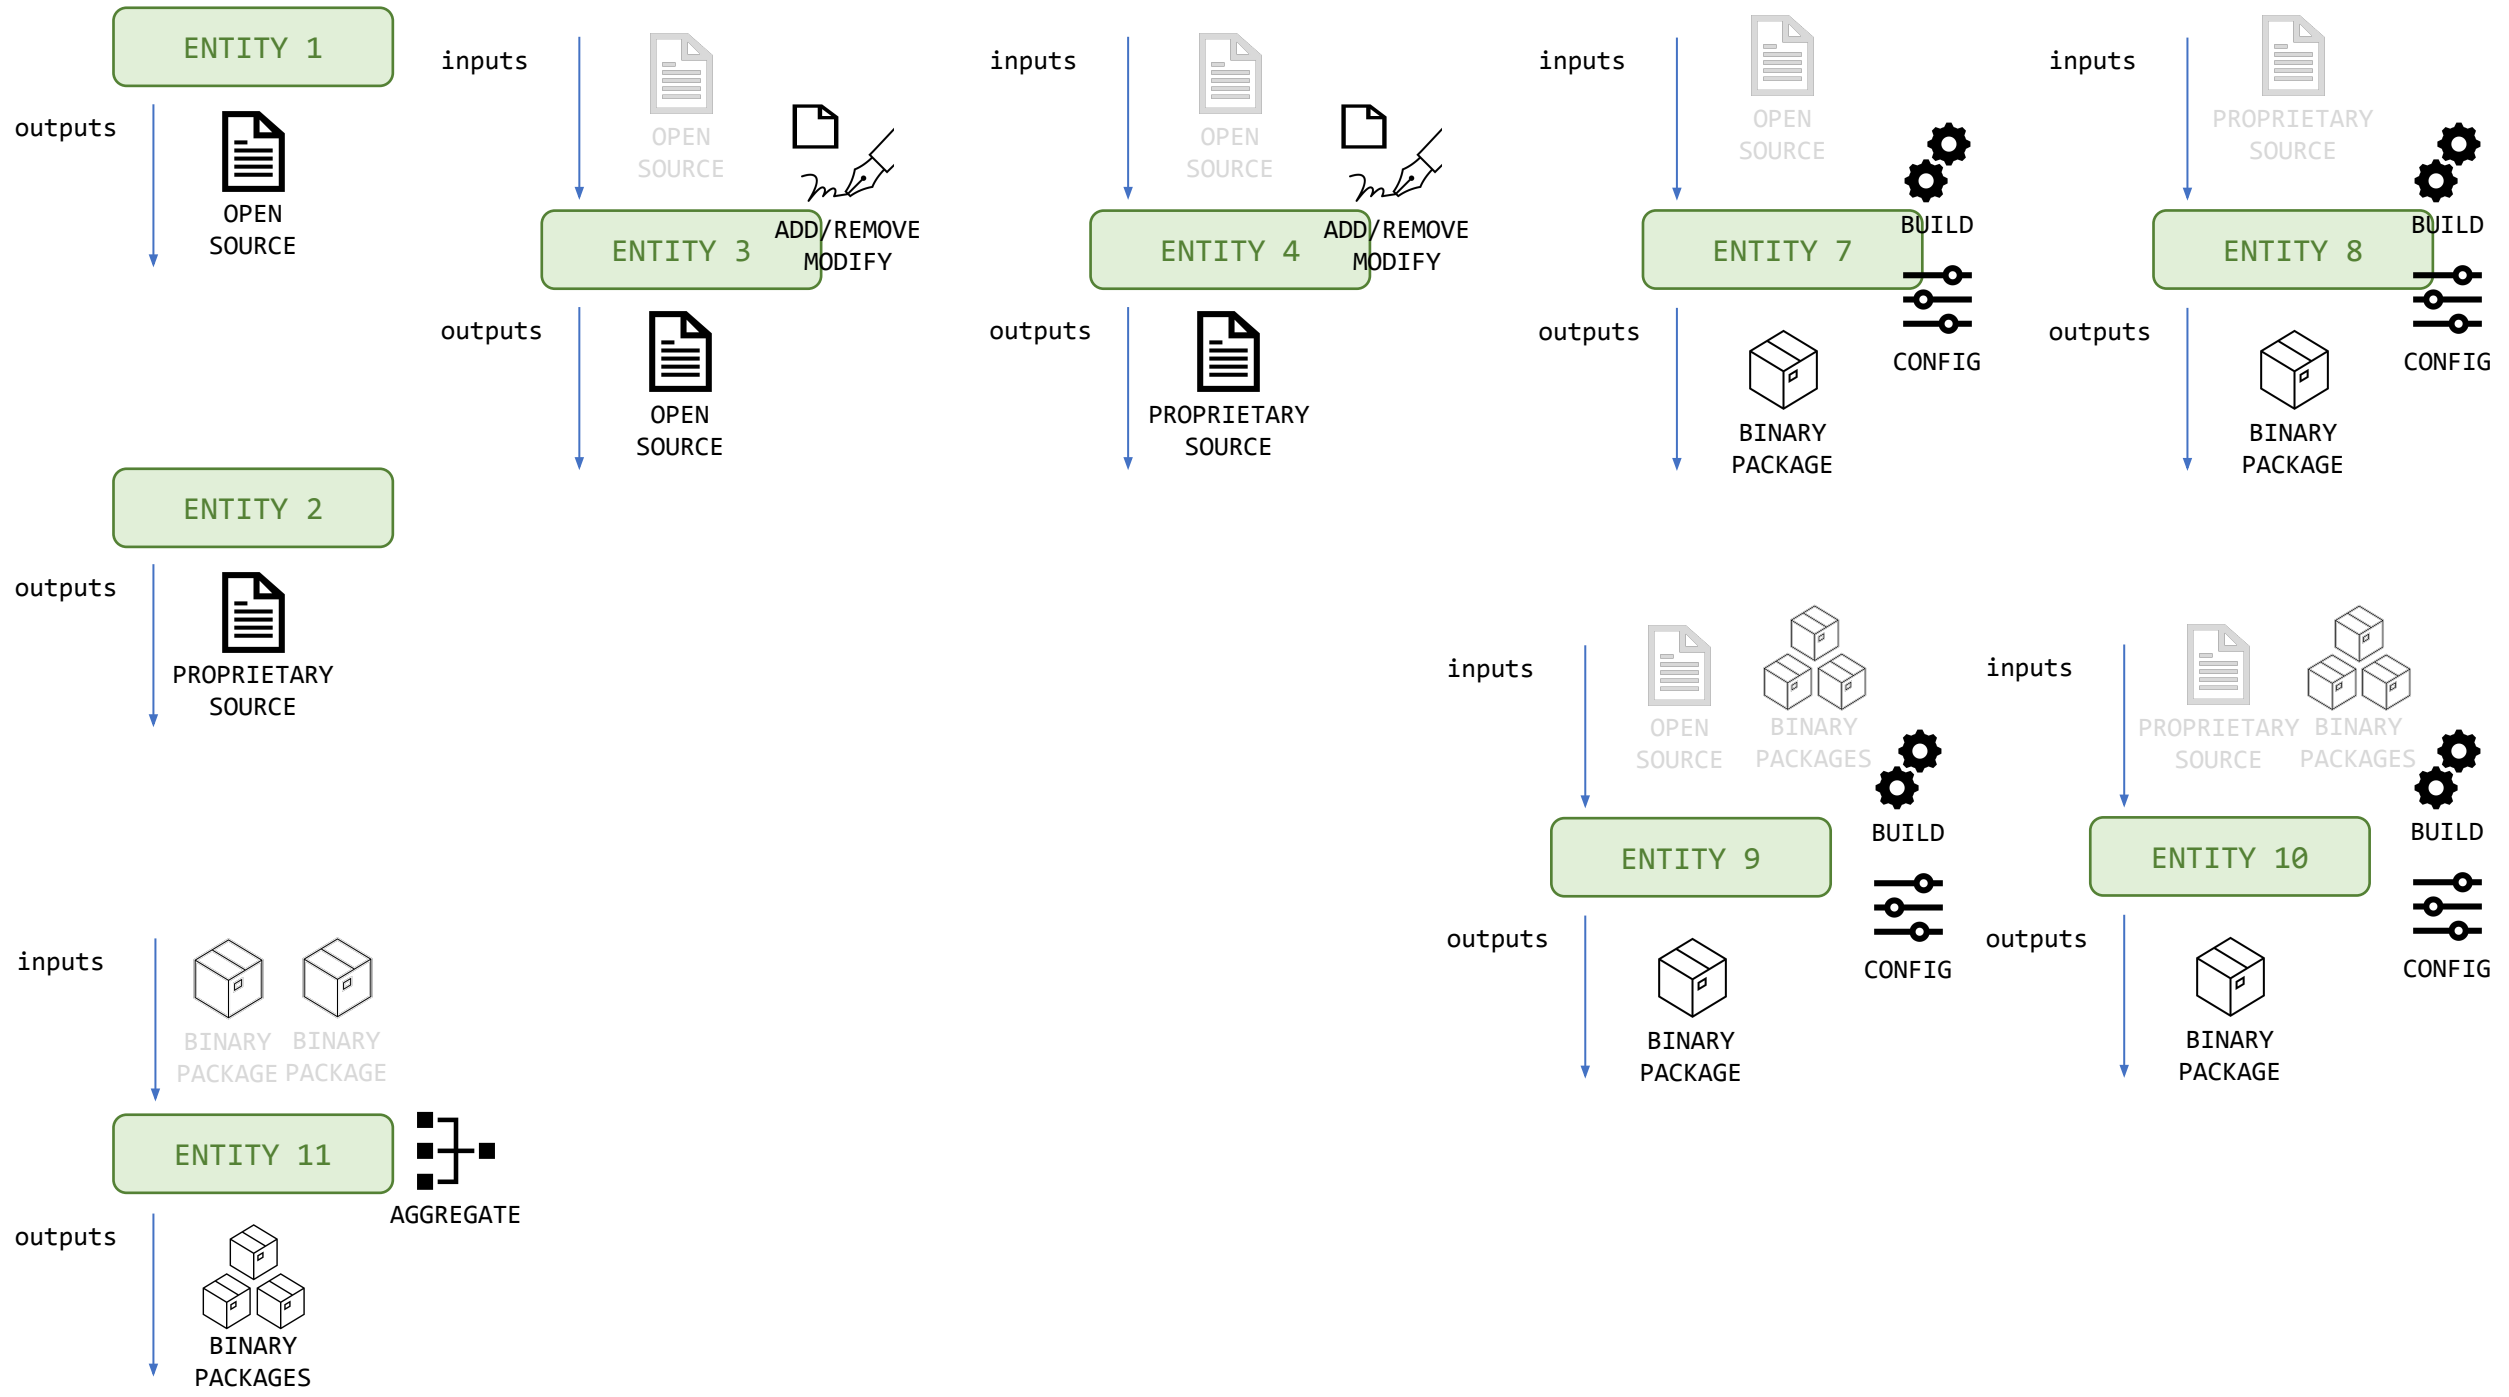 ENTITY 1
outputs
OPEN
SOURCE
inputs
OPEN
SOURCE
ADD/REMOVE
MODIFY
ENTITY 3
outputs
OPEN
SOURCE
inputs
OPEN
SOURCE
ADD/REMOVE
MODIFY
ENTITY 4
outputs
PROPRIETARY
SOURCE
inputs
OPEN
SOURCE
BUILD
ENTITY 7
CONFIG
outputs
BINARY
PACKAGE
inputs
PROPRIETARY
SOURCE
BUILD
ENTITY 8
CONFIG
outputs
BINARY
PACKAGE
ENTITY 2
outputs
PROPRIETARY
SOURCE
inputs
OPEN
SOURCE
BINARY
PACKAGES
BUILD
ENTITY 9
CONFIG
outputs
BINARY
PACKAGE
inputs
PROPRIETARY
SOURCE
BINARY
PACKAGES
BUILD
ENTITY 10
CONFIG
outputs
BINARY
PACKAGE
inputs
BINARY
PACKAGE
BINARY
PACKAGE
ENTITY 11
AGGREGATE
outputs
BINARY
PACKAGES